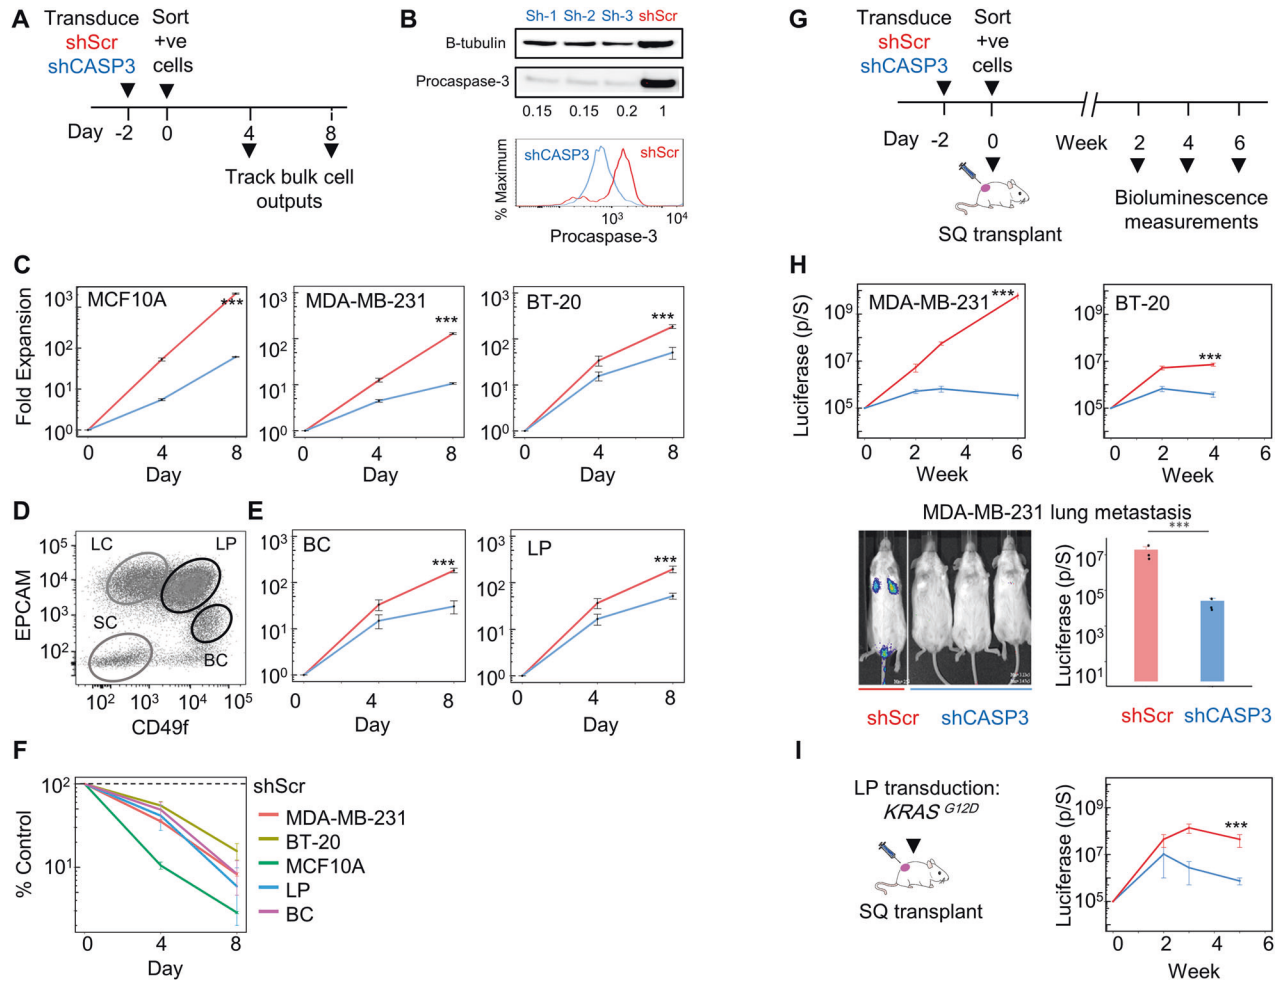 A
Transduce
shScr
shCASP3
Sort
+ve
cells
Day -2 0 4 8
Track bulk cell
outputs
B
Sh-1 Sh-2 Sh-3 shScr
B-tubulin
Procaspase-3
0.15 0.15 0.2 1
shCASP3 shScr
% Maximum
10³ 10⁴
Procaspase-3
C
Fold Expansion
MCF10A
10³
10²
10¹
10⁰
0 4 8
Day
***
MDA-MB-231
10³
10²
10¹
10⁰
0 4 8
Day
***
BT-20
10³
10²
10¹
10⁰
0 4 8
Day
***
D
EPCAM
10⁵
10⁴
10³
10²
LC LP
SC
BC
10² 10³ 10⁴ 10⁵
CD49f
E
BC
10³
10²
10¹
10⁰
0 4 8
Day
***
LP
10³
10²
10¹
10⁰
0 4 8
Day
***
F
% Control
10²
10¹
0 4 8
Day
shScr
MDA-MB-231
BT-20
MCF10A
LP
BC
G
Transduce
shScr
shCASP3
Sort
+ve
cells
Day -2 0 Week 2 4 6
SQ transplant
Bioluminescence
measurements
H
Luciferase (p/S)
MDA-MB-231
***
10⁹
10⁷
10⁵
0 2 4 6
Week
BT-20
***
10⁹
10⁷
10⁵
0 2 4 6
Week
MDA-MB-231 lung metastasis
shScr shCASP3
Luciferase (p/S)
***
10⁷
10⁵
10³
10¹
shScr shCASP3
I
LP transduction:
KRAS G12D
SQ transplant
Luciferase (p/S)
10⁹
10⁷
10⁵
***
0 2 4 6
Week